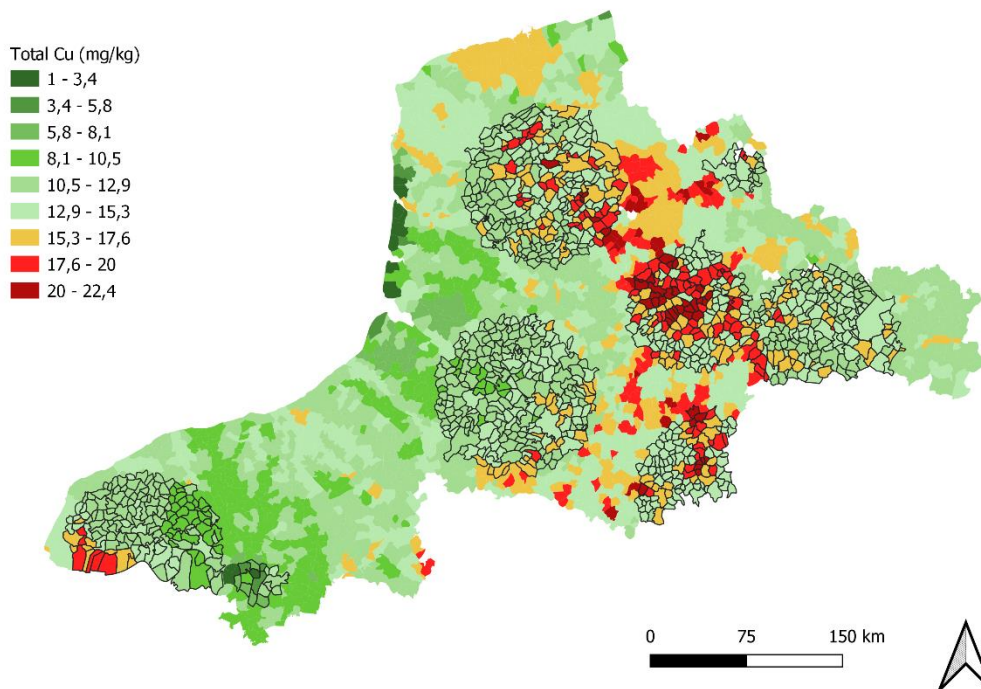 Total Cu (mg/kg)
1 - 3,4
3,4 - 5,8
5,8 - 8,1
8,1 - 10,5
10,5 - 12,9
12,9 - 15,3
15,3 - 17,6
17,6 - 20
20 - 22,4
0 75 150 km